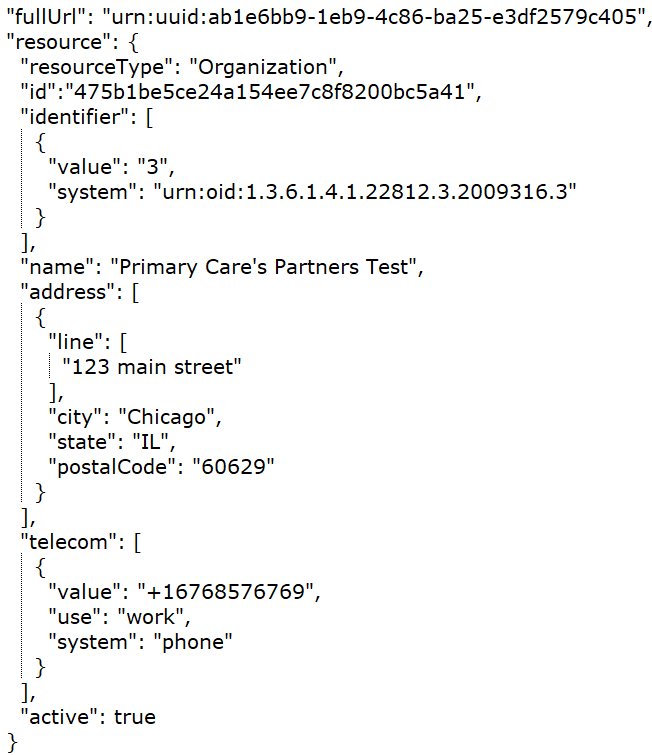 "fullUrl": "urn:uuid:ab1e6bb9-1eb9-4c86-ba25-e3df2579c405",
"resource": {
"resourceType": "Organization",
"id":"475b1be5ce24a154ee7c8f8200bc5a41",
"identifier": [
{
"value": "3",
"system": "urn:oid:1.3.6.1.4.1.22812.3.2009316.3"
}
],
"name": "Primary Care's Partners Test",
"address": [
{
"line": [
"123 main street"
],
"city": "Chicago",
"state": "IL",
"postalCode": "60629"
}
],
"telecom": [
{
"value": "+16768576769",
"use": "work",
"system": "phone"
}
],
"active": true
}